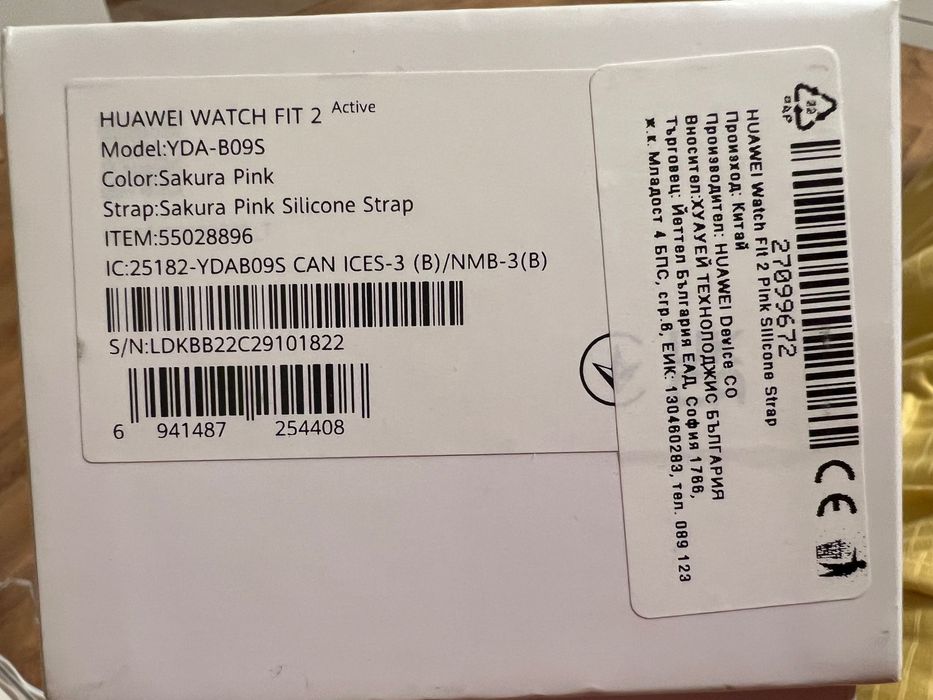 HUAWEI WATCH FIT 2 Active
Model:YDA-B09S
Color:Sakura Pink
Strap:Sakura Pink Silicone Strap
ITEM:55028896
IC:25182-YDAB09S CAN ICES-3 (B)/NMB-3(B)
S/N:LDKBB22C29101822
6 941487 254408
27099672
HUAWEI Watch Fit 2 Pink Silicone Strap
Произход: Китай
Производител: HUAWEI Device CO
Вносител:ХУАУЕЙ ТЕХНОЛОДЖИС БЪЛГАРИЯ
Търговец: Йеттел България ЕАД, София 1766,
ж.к. Младост 4 БПС, сгр.6, ЕИК: 130460283, тел. 089 123
22
PAP
CE